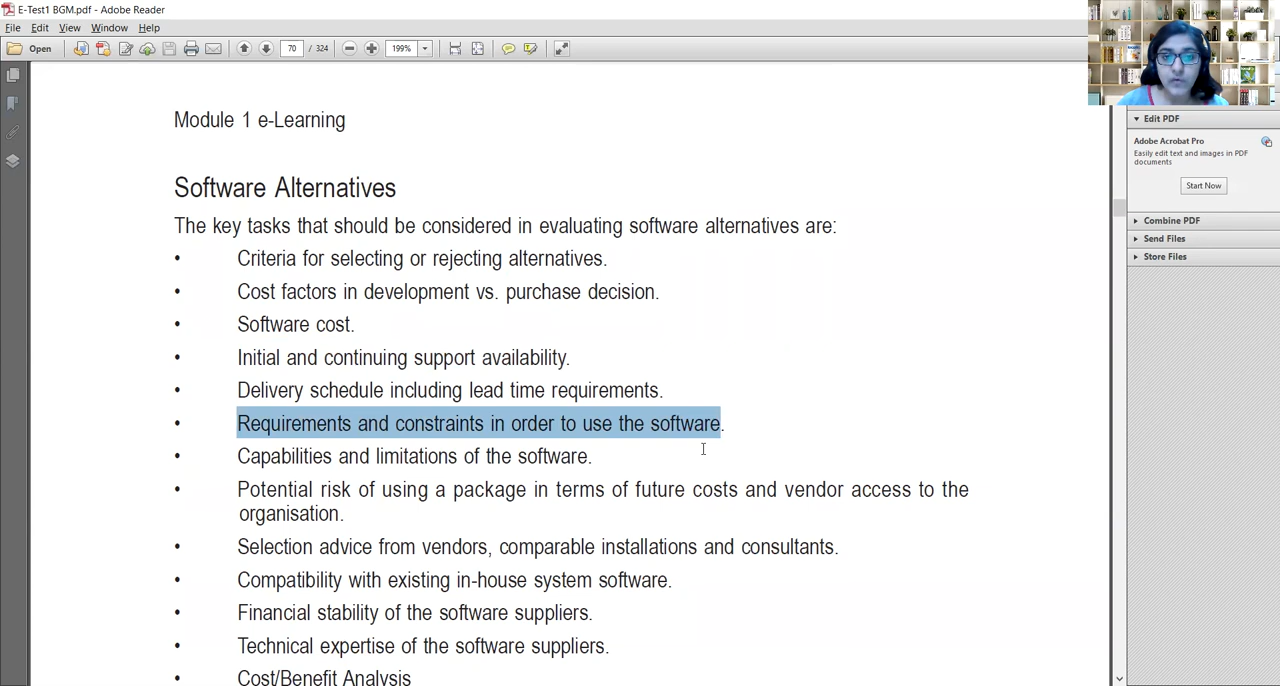 E-Test1 BGM.pdf - Adobe Reader
File Edit View Window Help
Open 70 / 324 199%
Module 1 e-Learning
Software Alternatives
The key tasks that should be considered in evaluating software alternatives are:
• Criteria for selecting or rejecting alternatives.
• Cost factors in development vs. purchase decision.
• Software cost.
• Initial and continuing support availability.
• Delivery schedule including lead time requirements.
• Requirements and constraints in order to use the software.
• Capabilities and limitations of the software.
• Potential risk of using a package in terms of future costs and vendor access to the
organisation.
• Selection advice from vendors, comparable installations and consultants.
• Compatibility with existing in-house system software.
• Financial stability of the software suppliers.
• Technical expertise of the software suppliers.
• Cost/Benefit Analysis
Edit PDF
Adobe Acrobat Pro
Easily edit text and images in PDF
documents
Start Now
Combine PDF
Send Files
Store Files